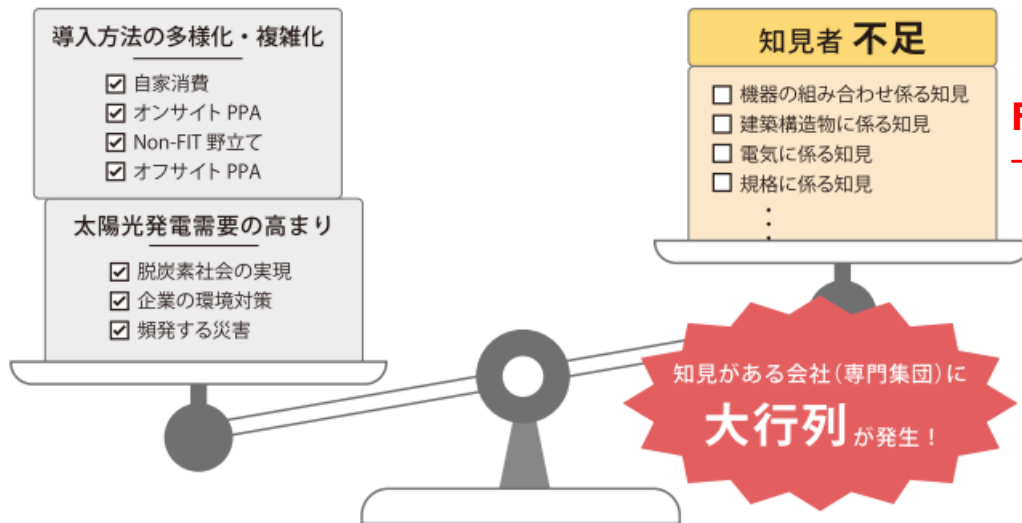 導入方法の多様化・複雑化
自家消費
オンサイト PPA
Non-FIT 野立て
オフサイト PPA
太陽光発電需要の高まり
脱炭素社会の実現
企業の環境対策
頻発する災害
知見者 不足
機器の組み合わせ係る知見
建築構造物に係る知見
電気に係る知見
規格に係る知見
知見がある会社（専門集団）に
大行列が発生！